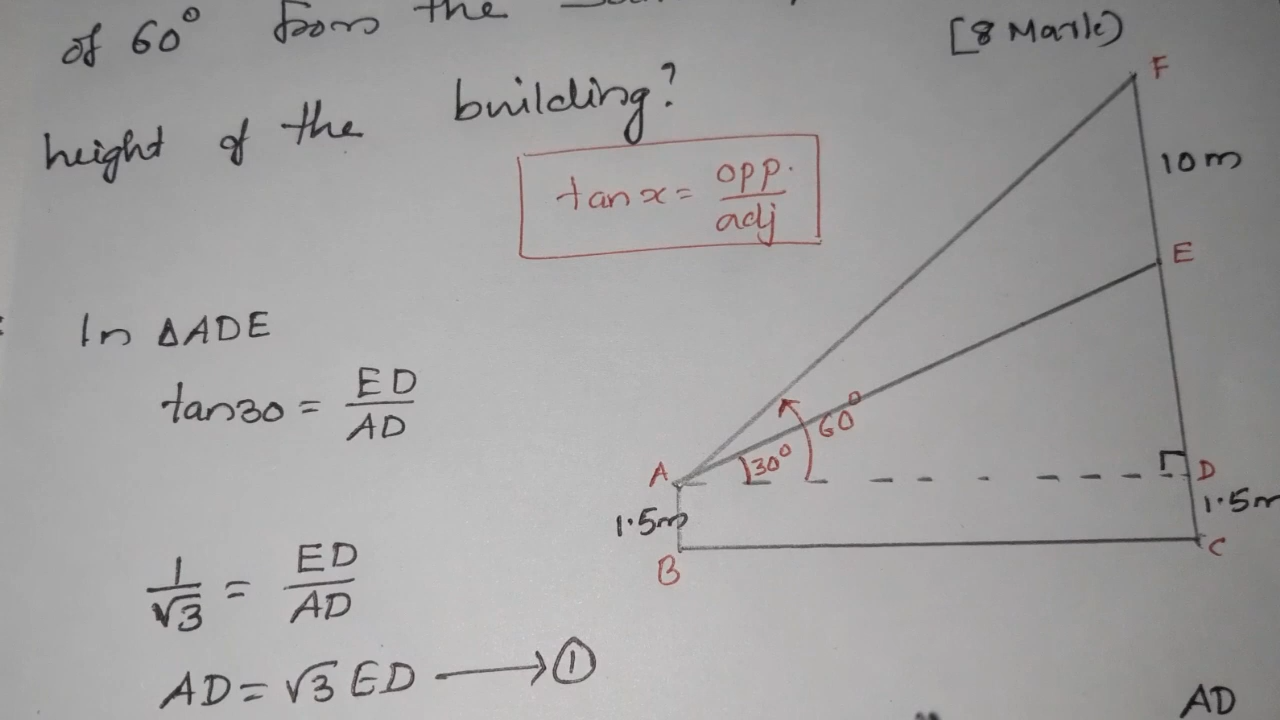 of 60° from the
[8 Mark)
height of the building?
tan x = opp. / adj
In ΔADE
tan30 = ED / AD
1 / √3 = ED / AD
AD = √3 ED ⟶ ①
F
10m
E
60°
30°
A
D
1.5m
1.5m
B
C
AD